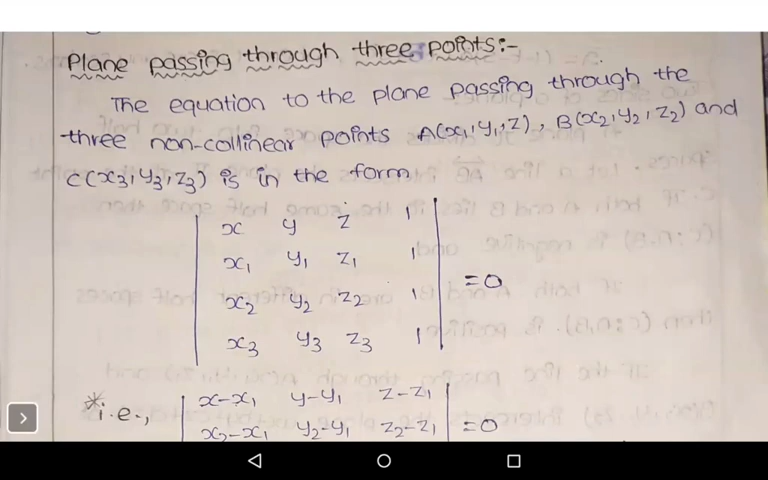 Plane passing through three points:-
The equation to the plane passing through the
three non-collinear points A(x₁,y₁,z), B(x₂,y₂,z₂) and
C(x₃,y₃,z₃) is in the form
| x y z 1 |
| x₁ y₁ z₁ 1 |
| x₂ y₂ z₂ 1 | =0
| x₃ y₃ z₃ 1 |
*i.e., | x-x₁ y-y₁ z-z₁ |
| x₂-x₁ y₂-y₁ z₂-z₁ | =0